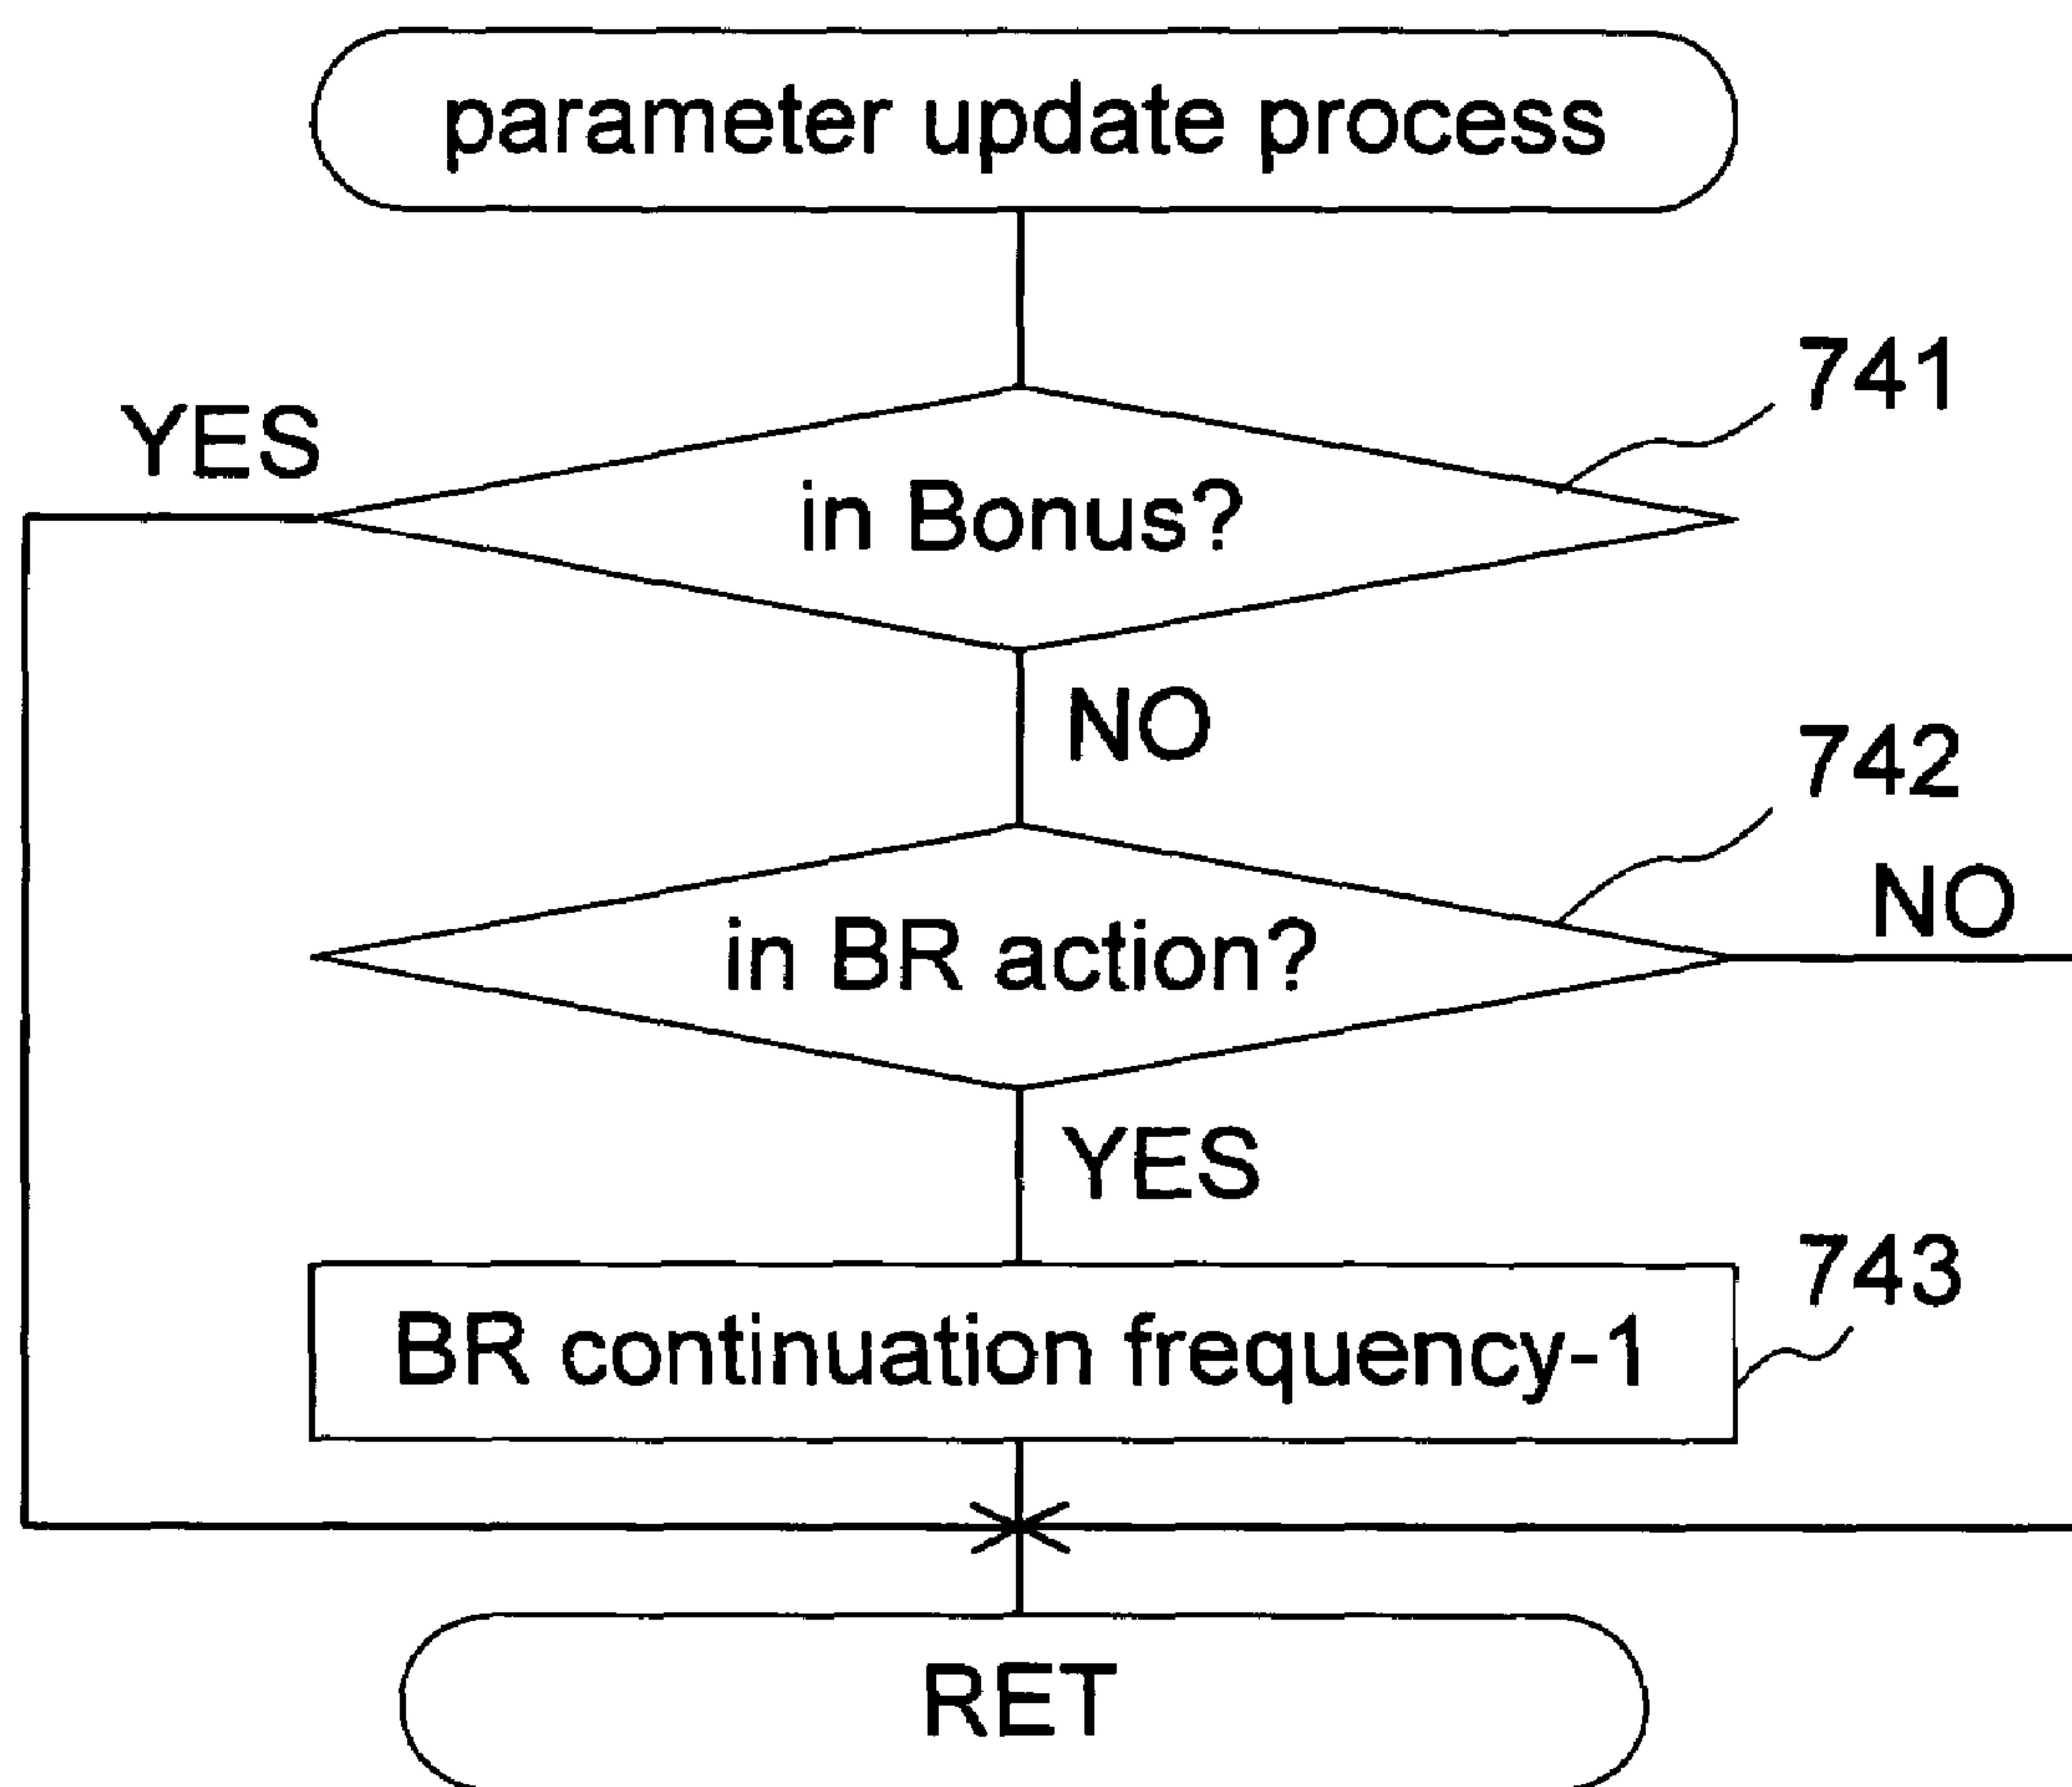 parameter update process
741
YES
in Bonus?
NO
742
NO
in BR action?
YES
743
BR continuation frequency-1
RET